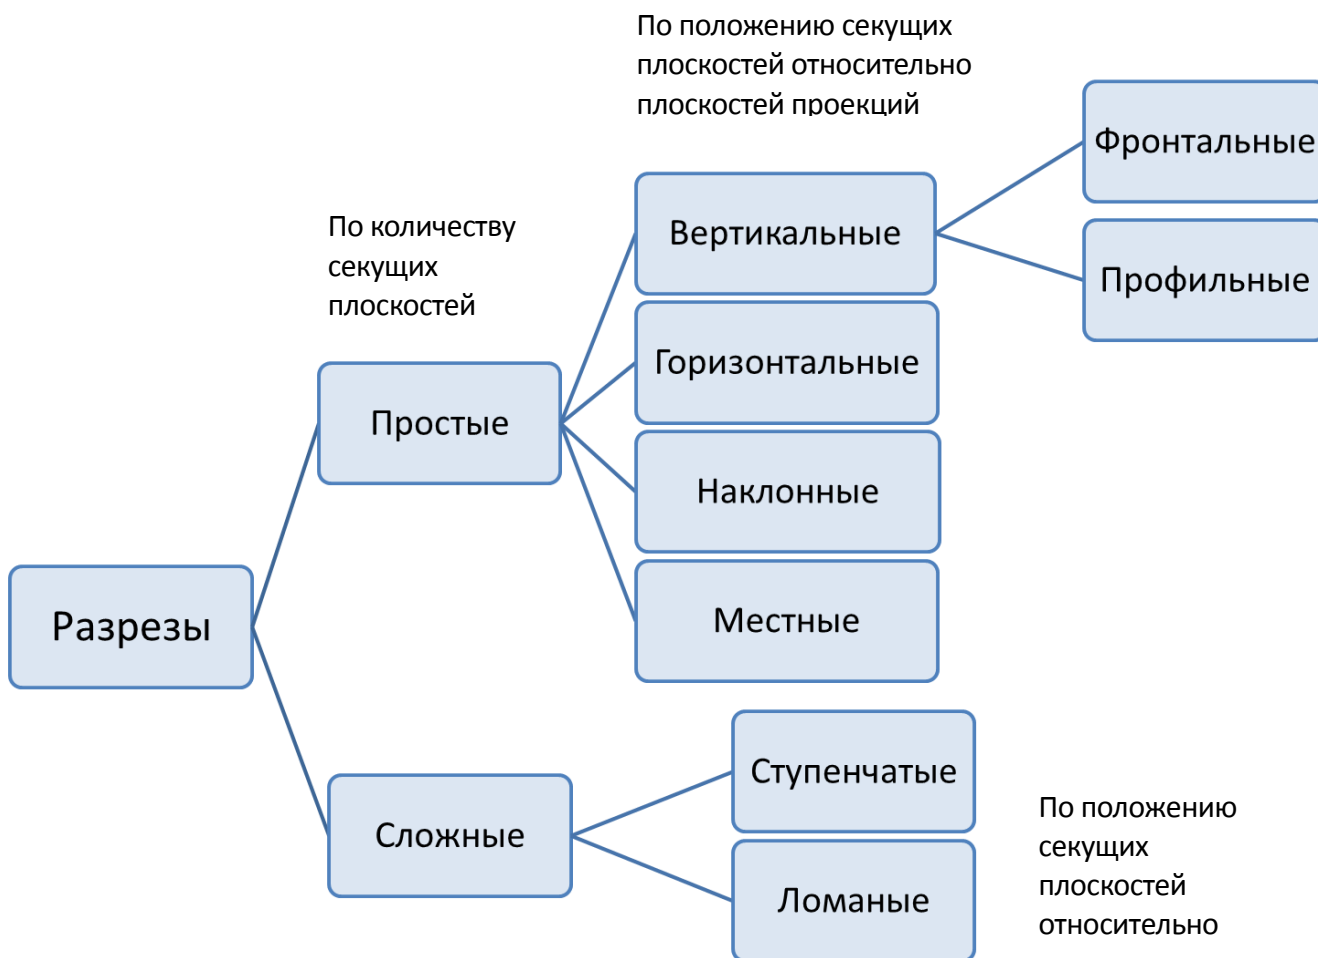 По положению секущих
плоскостей относительно
плоскостей проекций
Фронтальные
Вертикальные
По количеству
секущих
плоскостей
Профильные
Горизонтальные
Простые
Наклонные
Местные
Разрезы
Ступенчатые
Сложные
По положению
секущих
плоскостей
относительно
Ломаные